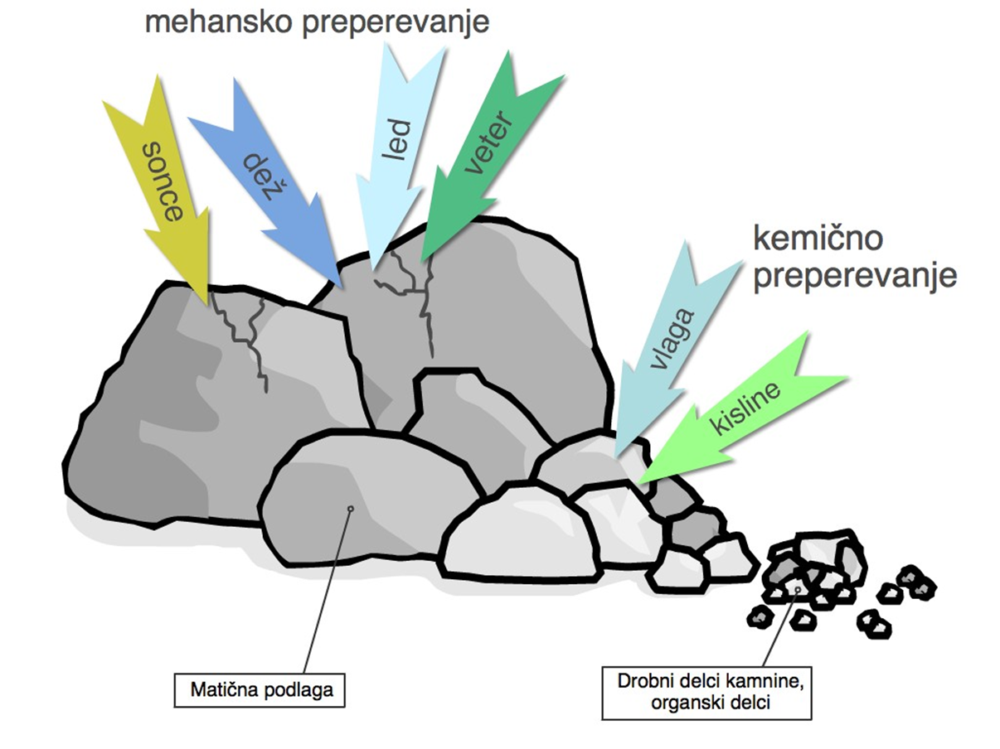 mehansko preperevanje
sonce
dež
led
veter
kemično
preperevanje
vlaga
kisline
Matična podlaga
Drobni delci kamnine,
organski delci